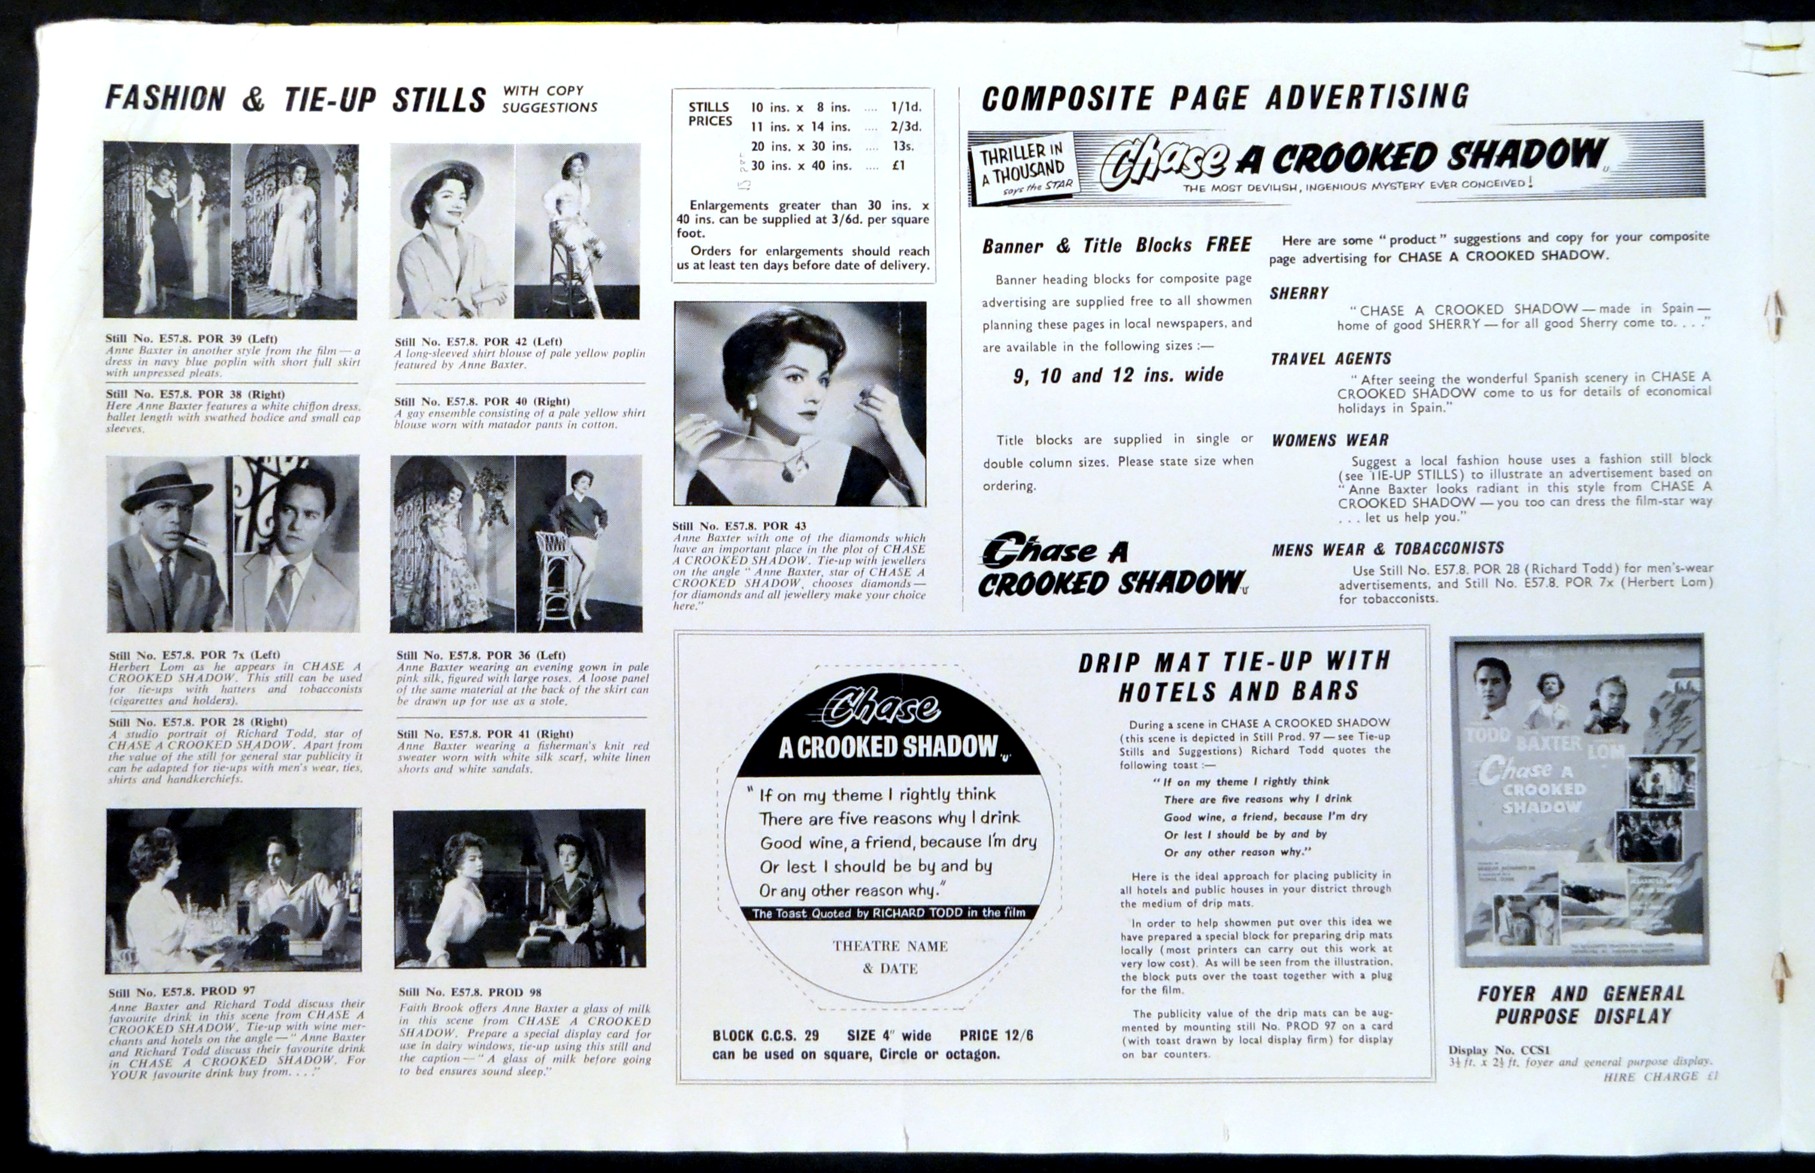 FASHION & TIE-UP STILLS
WITH COPY
SUGGESTIONS
Still No. E57.8. POR 39 (Left)
Anne Baxter in another style from the film — a
dress in navy blue poplin with short full skirt
with unpressed pleats.
Still No. E57.8. POR 38 (Right)
Here Anne Baxter features a white chiffon dress,
ballet length with swathed bodice and small cap
sleeves.
Still No. E57.8. POR 42 (Left)
A long-sleeved shirt blouse of pale yellow poplin
featured by Anne Baxter.
Still No. E57.8. POR 40 (Right)
A gay ensemble consisting of a pale yellow shirt
blouse worn with matador pants in cotton.
Still No. E57.8. POR 7x (Left)
Herbert Lom as he appears in CHASE A
CROOKED SHADOW. This still can be used
for tie-ups with hatters and tobacconists
(cigarettes and holders).
Still No. E57.8. POR 28 (Right)
A studio portrait of Richard Todd, star of
CHASE A CROOKED SHADOW. Apart from
the value of the still for general star publicity it
can be adapted for tie-ups with men's wear, ties,
shirts and handkerchiefs.
Still No. E57.8. POR 36 (Left)
Anne Baxter wearing an evening gown in pale
pink silk, figured with large roses. A loose panel
of the same material at the back of the skirt can
be drawn up for use as a stole.
Still No. E57.8. POR 41 (Right)
Anne Baxter wearing a fisherman's knit red
sweater worn with white silk scarf, white linen
shorts and white sandals.
Still No. E57.8. PROD 97
Anne Baxter and Richard Todd discuss their
favourite drink in this scene from CHASE A
CROOKED SHADOW. Tie-up with wine mer-
chants and hotels on the angle — "Anne Baxter
and Richard Todd discuss their favourite drink
in CHASE A CROOKED SHADOW. For
YOUR favourite drink buy from. . . ."
Still No. E57.8. PROD 98
Faith Brook offers Anne Baxter a glass of milk
in this scene from CHASE A CROOKED
SHADOW. Prepare a special display card for
use in dairy windows, tie-up using this still and
the caption — "A glass of milk before going
to bed ensures sound sleep."
STILLS
PRICES
10 ins. x 8 ins. .... 1/1d.
11 ins. x 14 ins. .... 2/3d.
20 ins. x 30 ins. .... 13s.
30 ins. x 40 ins. .... £1
Enlargements greater than 30 ins. x
40 ins. can be supplied at 3/6d. per square
foot.
Orders for enlargements should reach
us at least ten days before date of delivery.
Still No. E57.8. POR 43
Anne Baxter with one of the diamonds which
have an important place in the plot of CHASE
A CROOKED SHADOW. Tie-up with jewellers
on the angle "Anne Baxter, star of CHASE A
CROOKED SHADOW, chooses diamonds —
for diamonds and all jewellery make your choice
here."
COMPOSITE PAGE ADVERTISING
THRILLER IN
A THOUSAND
says the STAR
Chase A CROOKED SHADOW 'U'
THE MOST DEVILISH, INGENIOUS MYSTERY EVER CONCEIVED!
Banner & Title Blocks FREE
Banner heading blocks for composite page
advertising are supplied free to all showmen
planning these pages in local newspapers, and
are available in the following sizes :—
9, 10 and 12 ins. wide
Title blocks are supplied in single or
double column sizes. Please state size when
ordering.
Chase A
CROOKED SHADOW 'U'
Here are some "product" suggestions and copy for your composite
page advertising for CHASE A CROOKED SHADOW.
SHERRY
"CHASE A CROOKED SHADOW — made in Spain —
home of good SHERRY — for all good Sherry come to. . . ."
TRAVEL AGENTS
"After seeing the wonderful Spanish scenery in CHASE A
CROOKED SHADOW come to us for details of economical
holidays in Spain."
WOMENS WEAR
Suggest a local fashion house uses a fashion still block
(see TIE-UP STILLS) to illustrate an advertisement based on
"Anne Baxter looks radiant in this style from CHASE A
CROOKED SHADOW — you too can dress the film-star way
. . . let us help you."
MENS WEAR & TOBACCONISTS
Use Still No. E57.8. POR 28 (Richard Todd) for men's-wear
advertisements, and Still No. E57.8. POR 7x (Herbert Lom)
for tobacconists.
Chase
A CROOKED SHADOW 'U'
"If on my theme I rightly think
There are five reasons why I drink
Good wine, a friend, because I'm dry
Or lest I should be by and by
Or any other reason why."
The Toast Quoted by RICHARD TODD in the film
THEATRE NAME
& DATE
BLOCK C.C.S. 29 SIZE 4" wide PRICE 12/6
can be used on square, Circle or octagon.
DRIP MAT TIE-UP WITH
HOTELS AND BARS
During a scene in CHASE A CROOKED SHADOW
(this scene is depicted in Still Prod. 97 — see Tie-up
Stills and Suggestions) Richard Todd quotes the
following toast :—
"If on my theme I rightly think
There are five reasons why I drink
Good wine, a friend, because I'm dry
Or lest I should be by and by
Or any other reason why."
Here is the ideal approach for placing publicity in
all hotels and public houses in your district through
the medium of drip mats.
In order to help showmen put over this idea we
have prepared a special block for preparing drip mats
locally (most printers can carry out this work at
very low cost). As will be seen from the illustration,
the block puts over the toast together with a plug
for the film.
The publicity value of the drip mats can be aug-
mented by mounting still No. PROD 97 on a card
(with toast drawn by local display firm) for display
on bar counters.
TODD BAXTER LOM
Chase A
CROOKED
SHADOW
FOYER AND GENERAL
PURPOSE DISPLAY
Display No. CCS1
3½ ft. x 2½ ft. foyer and general purpose display.
HIRE CHARGE £1